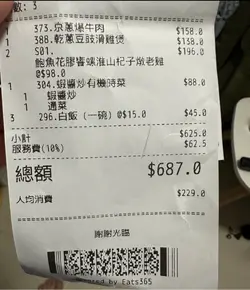 數: 3
1 373.京蔥爆牛肉 $158.0
1 388.乾蔥豆豉滑雞煲 $138.0
2 S01. $196.0
鮑魚花膠響螺淮山杞子燉老雞
@$98.0
1 304.蝦醬炒有機時菜 $88.0
1 蝦醬炒
1 通菜
3 296.白飯（一碗）@$15.0 $45.0
小計 $625.0
服務費(10%) $62.5
總額 $687.0
人均消費 $229.0
謝謝光臨
Powered by Eats365